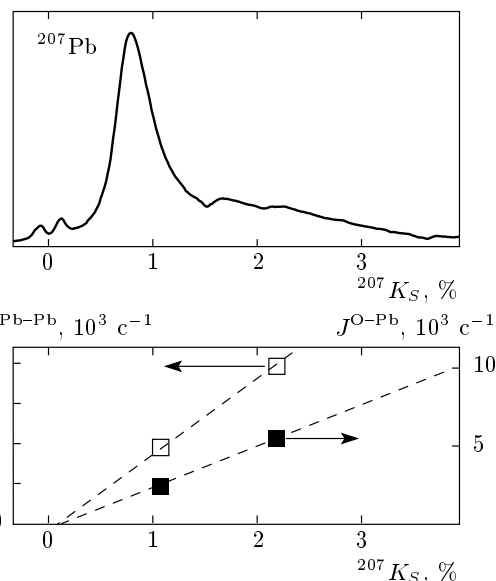 ²⁰⁷Pb
0 1 2 3
²⁰⁷K_S, %
Pb–Pb, 10³ c⁻¹ J^O–Pb, 10³ c⁻¹
10
5
0 1 2 3
²⁰⁷K_S, %